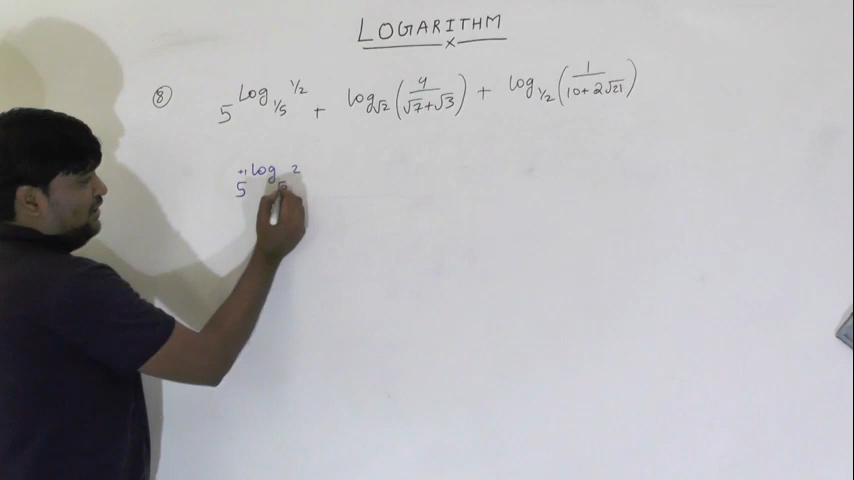 LOGARITHM
x
⑧ 5^{Log_{1/5} 1/2} + log_{√2}(4/(√7+√3)) + log_{1/2}(1/(10+2√21))
5^{+1 log 2}